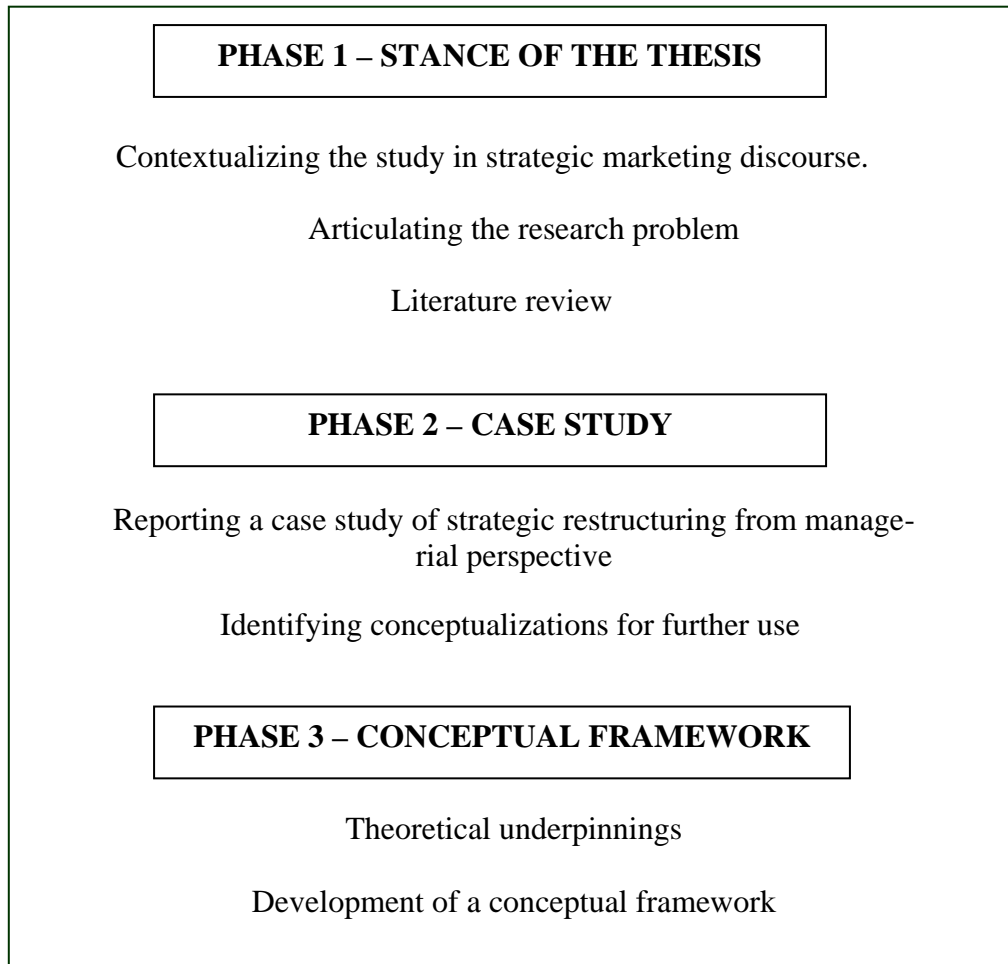 PHASE 1 – STANCE OF THE THESIS
Contextualizing the study in strategic marketing discourse.
Articulating the research problem
Literature review
PHASE 2 – CASE STUDY
Reporting a case study of strategic restructuring from manage-
rial perspective
Identifying conceptualizations for further use
PHASE 3 – CONCEPTUAL FRAMEWORK
Theoretical underpinnings
Development of a conceptual framework